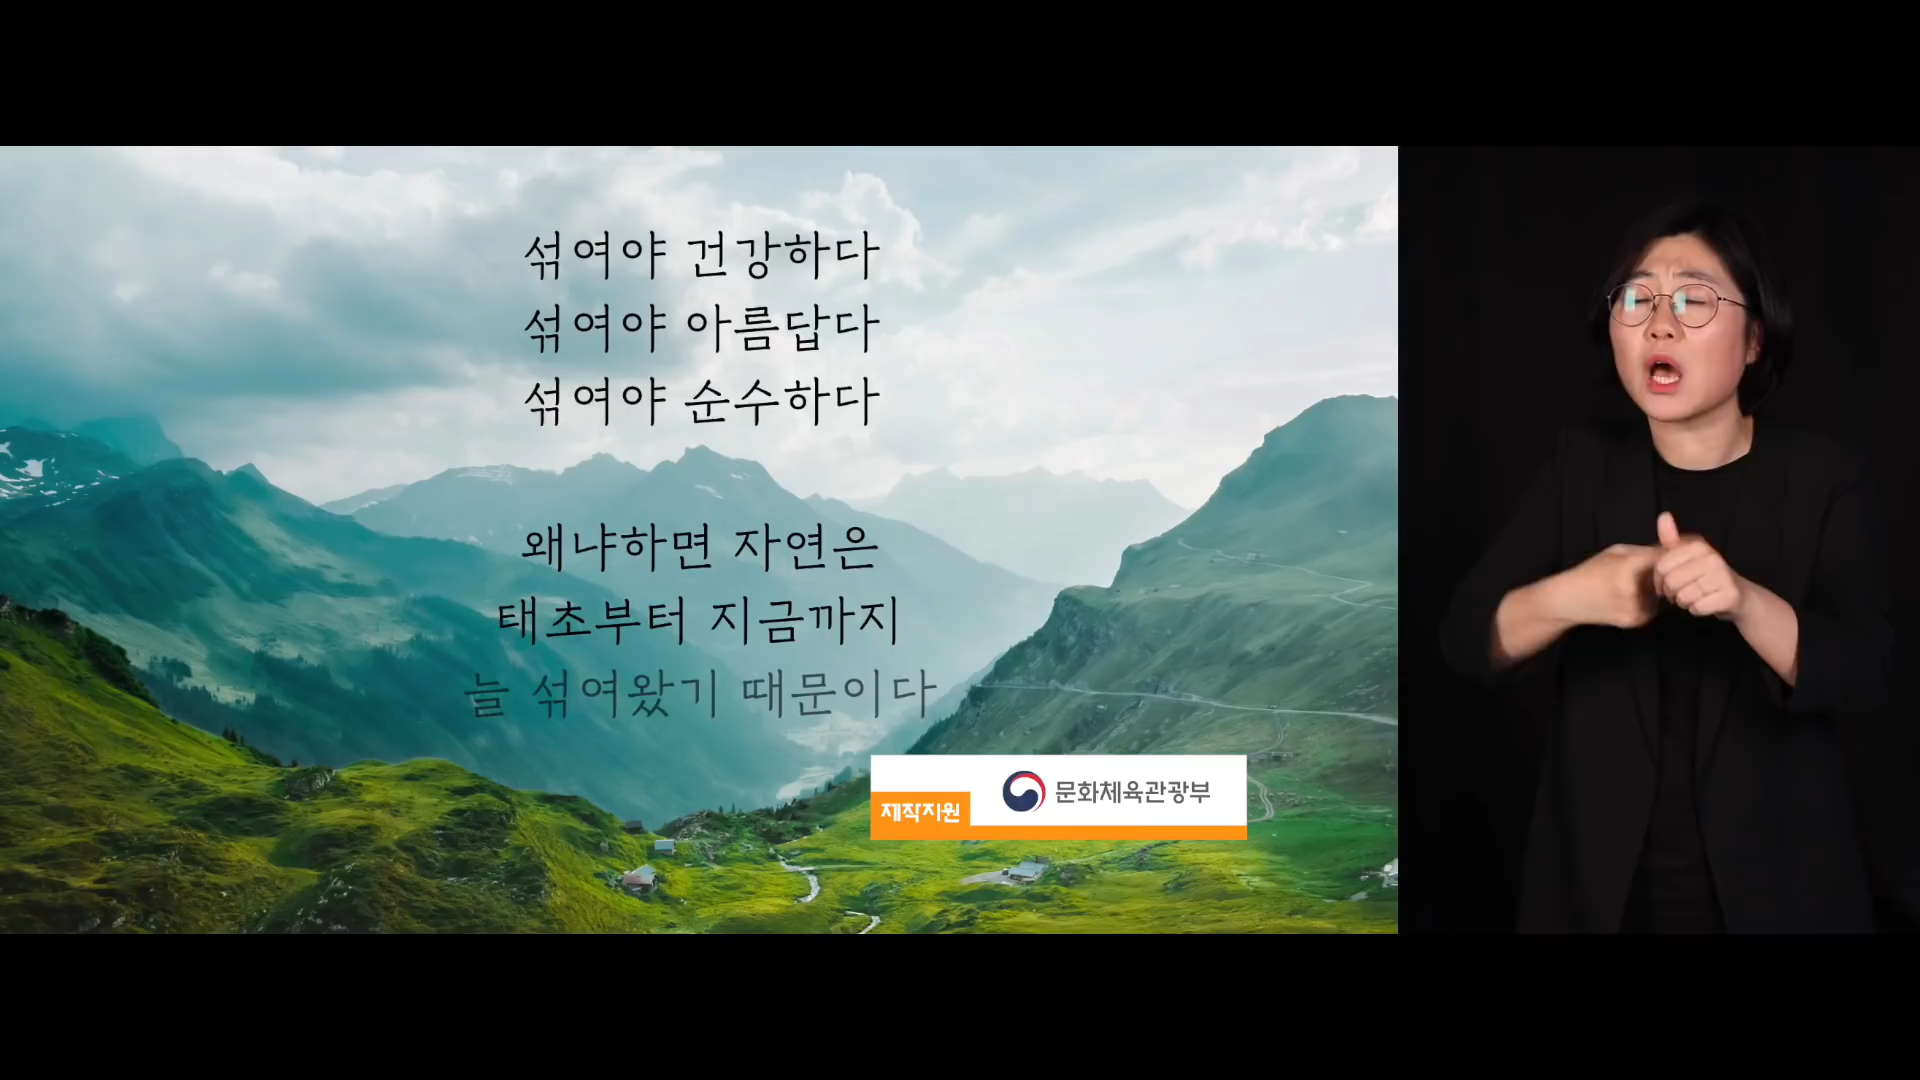 섞여야 건강하다
섞여야 아름답다
섞여야 순수하다
왜냐하면 자연은
태초부터 지금까지
늘 섞여왔기 때문이다
제작지원
문화체육관광부